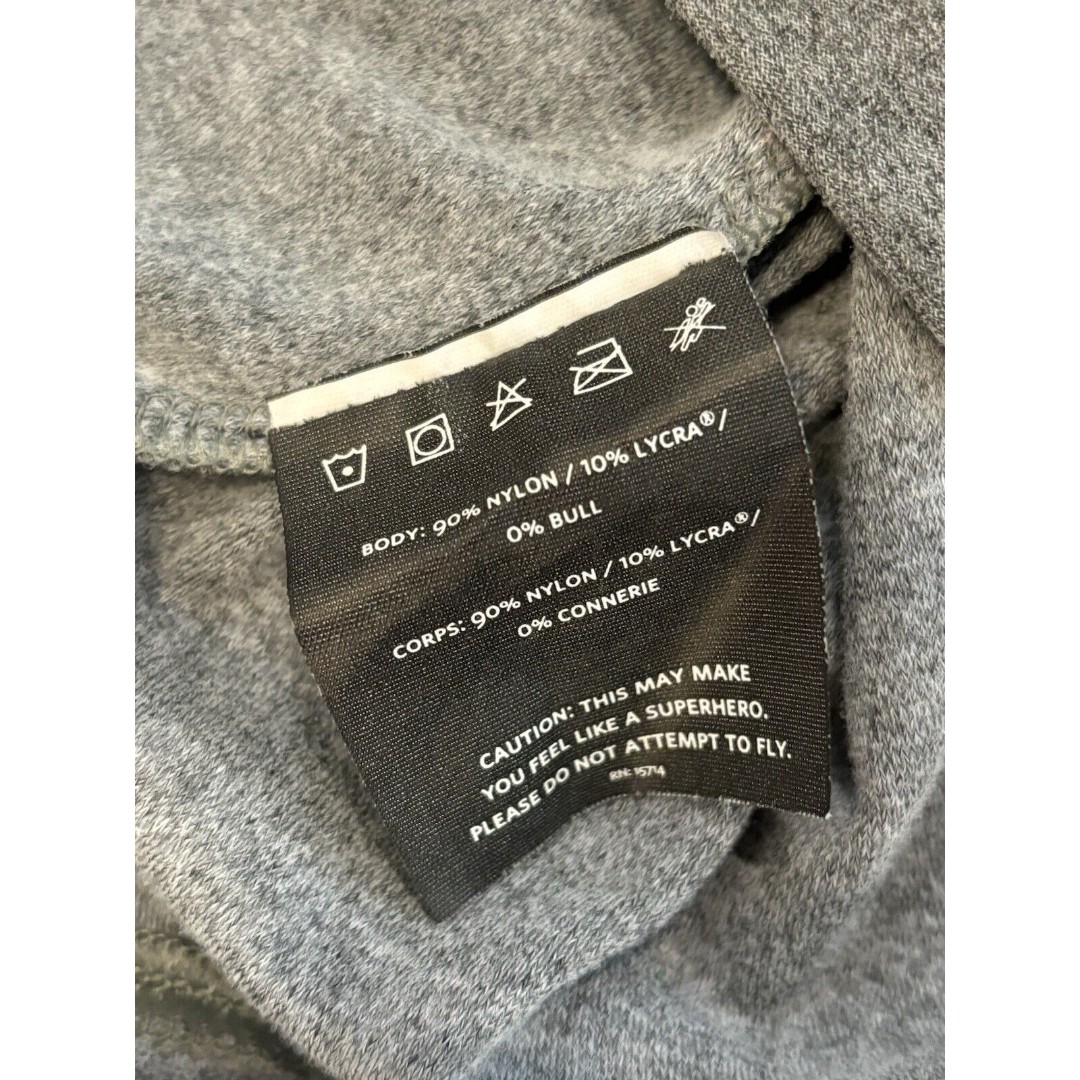 BODY: 90% NYLON / 10% LYCRA®/
0% BULL
CORPS: 90% NYLON / 10% LYCRA®/
0% CONNERIE
CAUTION: THIS MAY MAKE
YOU FEEL LIKE A SUPERHERO.
PLEASE DO NOT ATTEMPT TO FLY.
RN: 15714